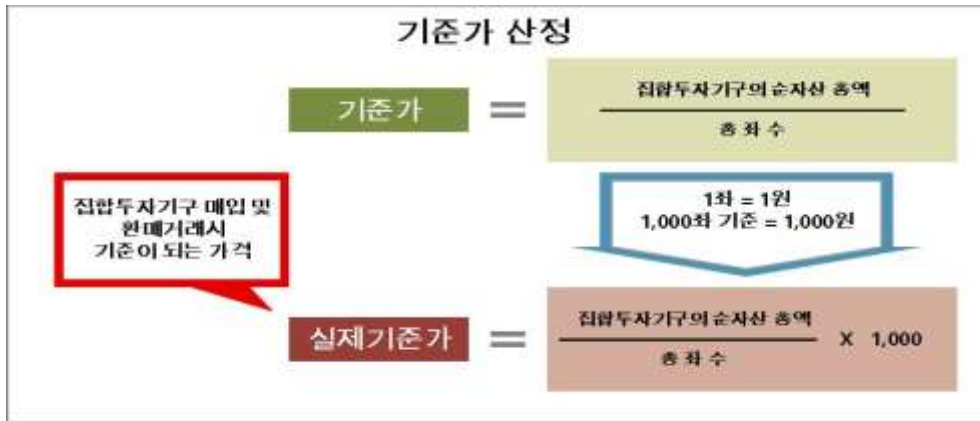 기준가 산정
기준가
=
집합투자기구의 순자산 총액
총 좌 수
집합투자기구 매입 및
환매거래시
기준이 되는 가격
1좌 = 1원
1,000좌 기준 = 1,000원
실제기준가
=
집합투자기구의 순자산 총액
총 좌 수
X 1,000